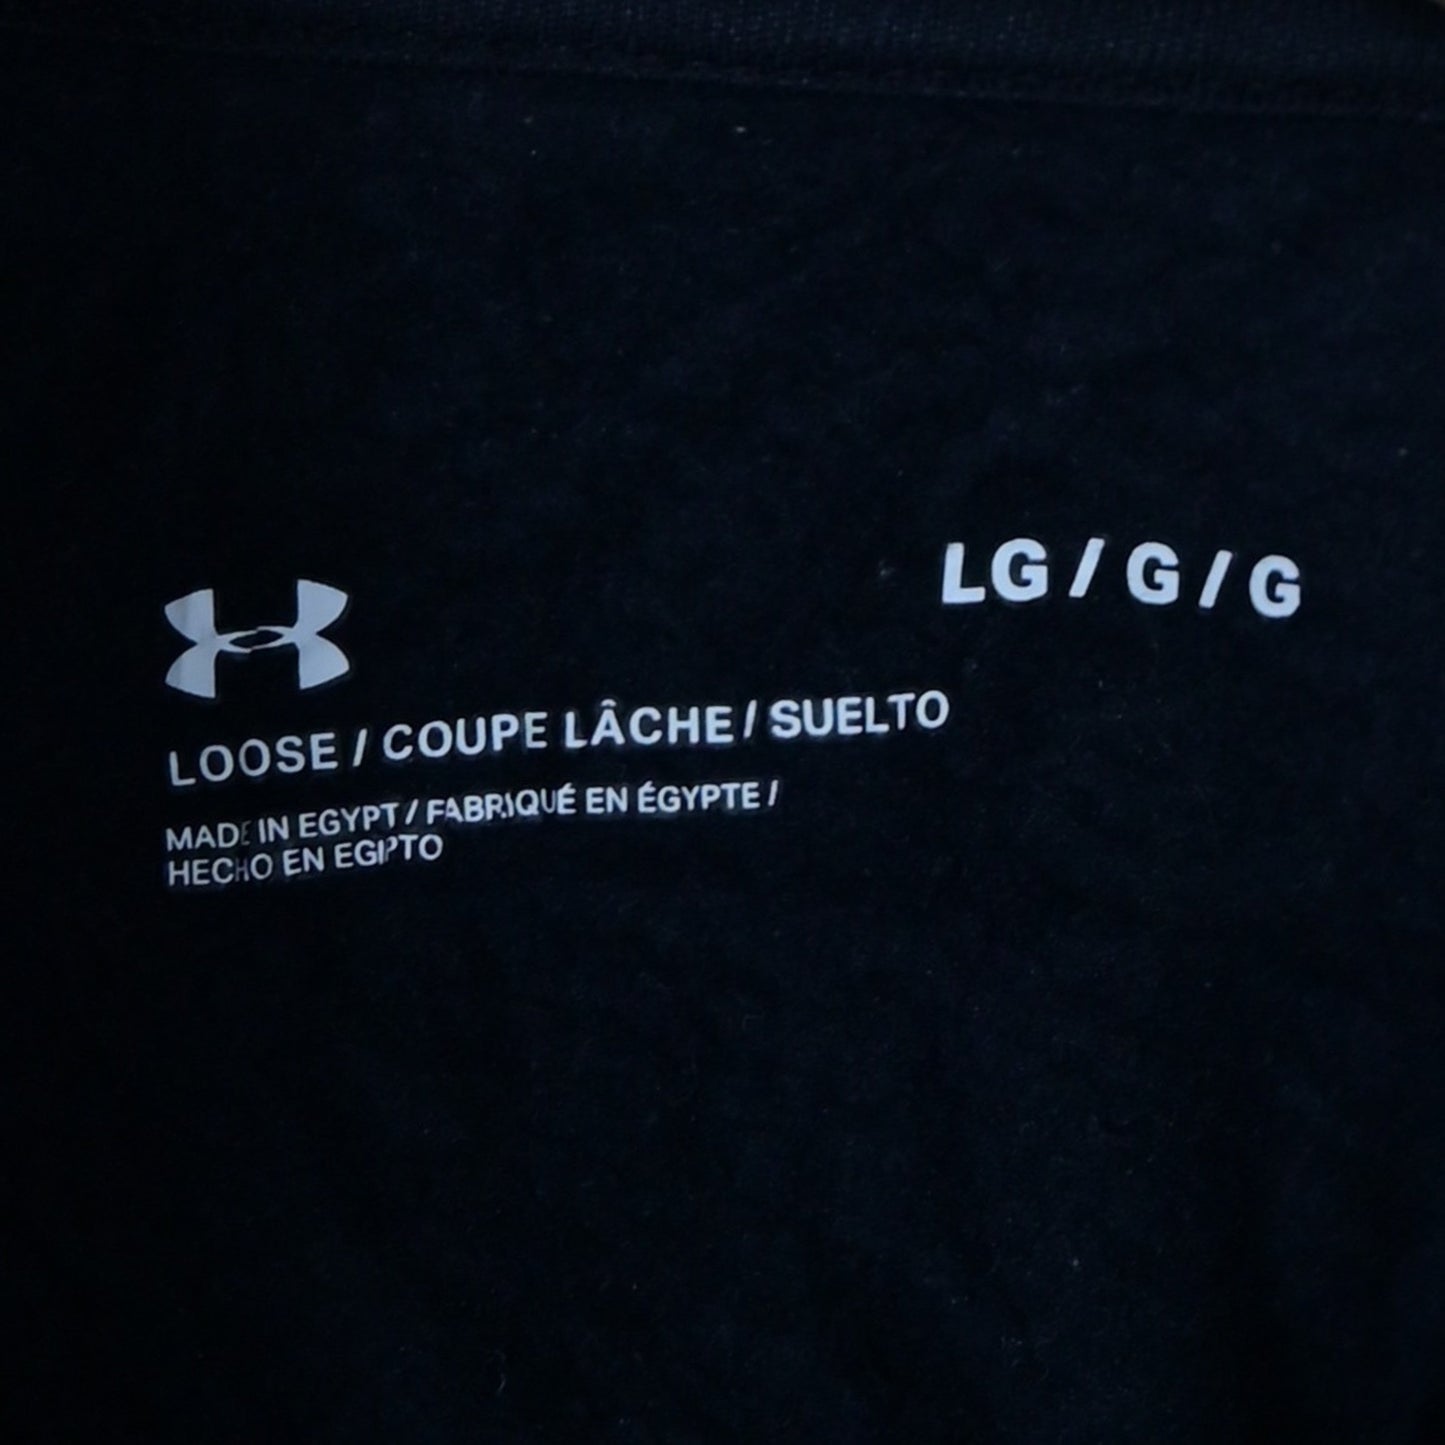 LG / G / G
LOOSE / COUPE LÂCHE / SUELTO
MADE IN EGYPT / FABRIQUÉ EN ÉGYPTE /
HECHO EN EGIPTO